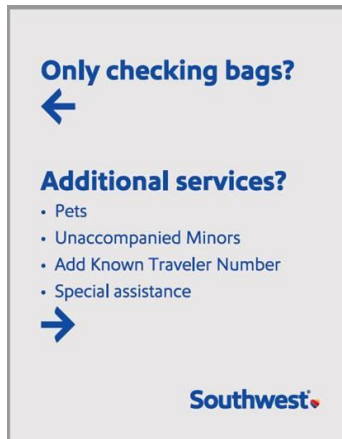 Only checking bags?
←
Additional services?
• Pets
• Unaccompanied Minors
• Add Known Traveler Number
• Special assistance
→
Southwest